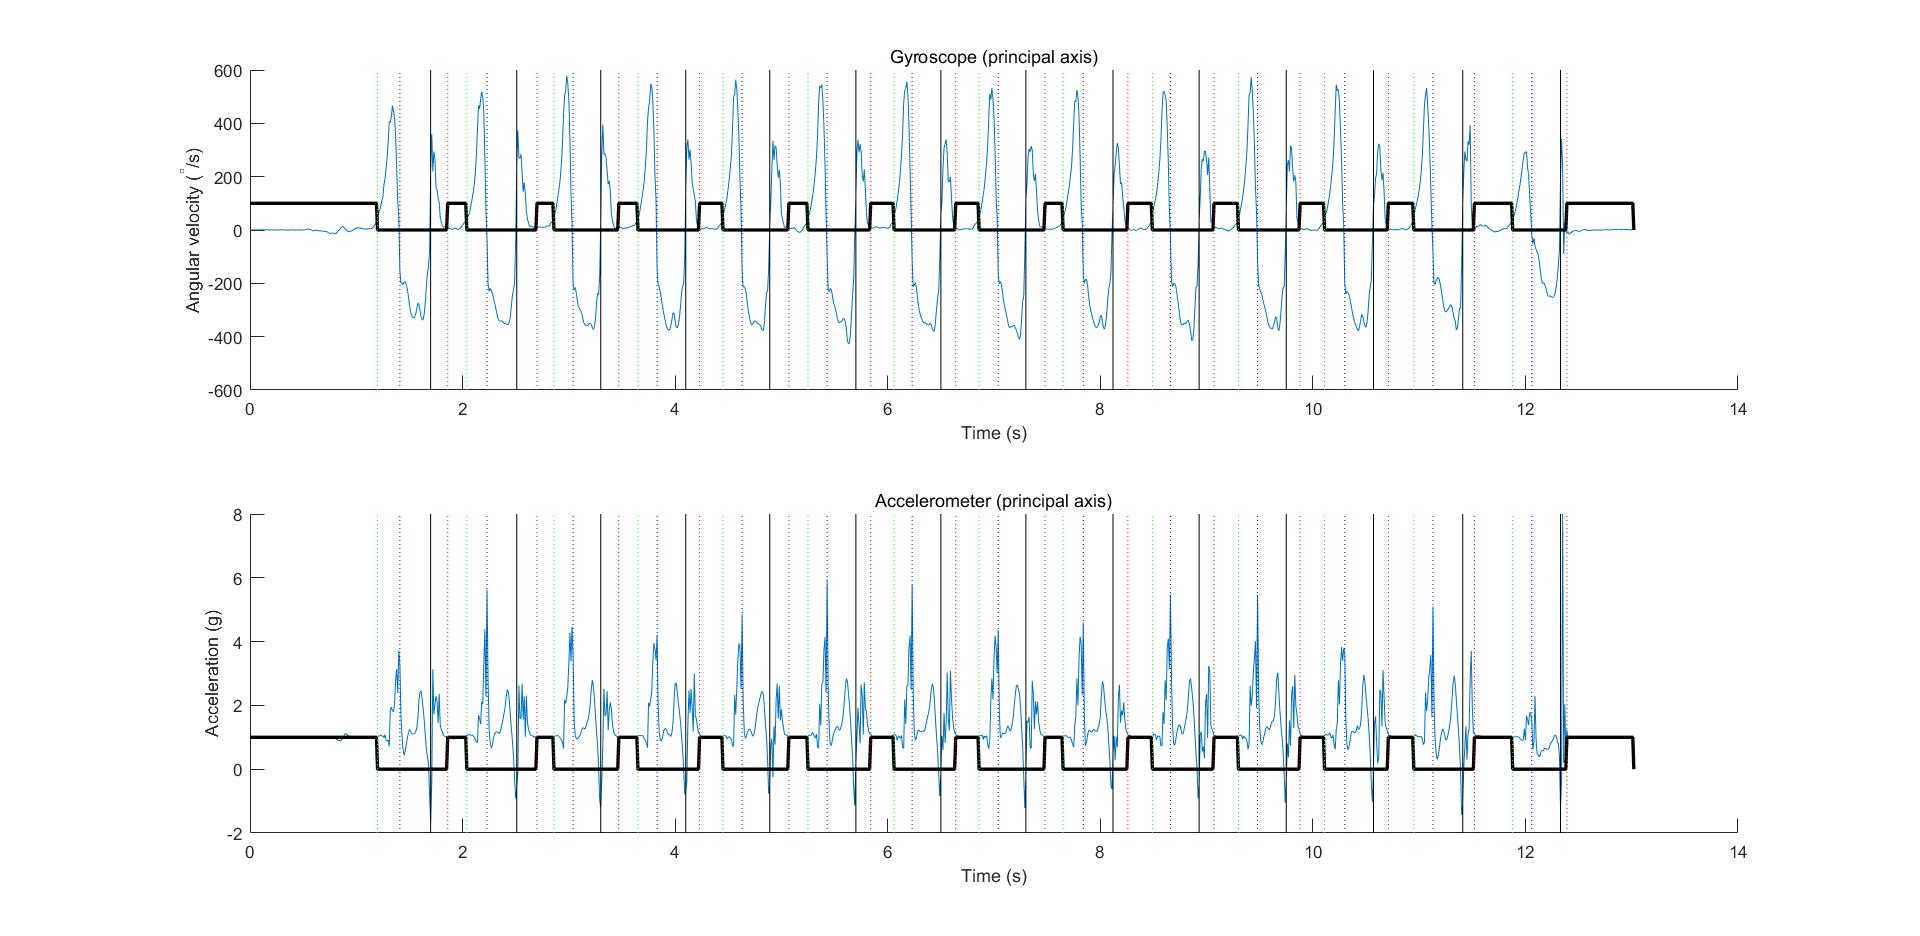 Gyroscope (principal axis)
600
400
200
0
-200
-400
-600
Angular velocity (°/s)
0 2 4 6 8 10 12 14
Time (s)
Accelerometer (principal axis)
8
6
4
2
0
-2
Acceleration (g)
0 2 4 6 8 10 12 14
Time (s)